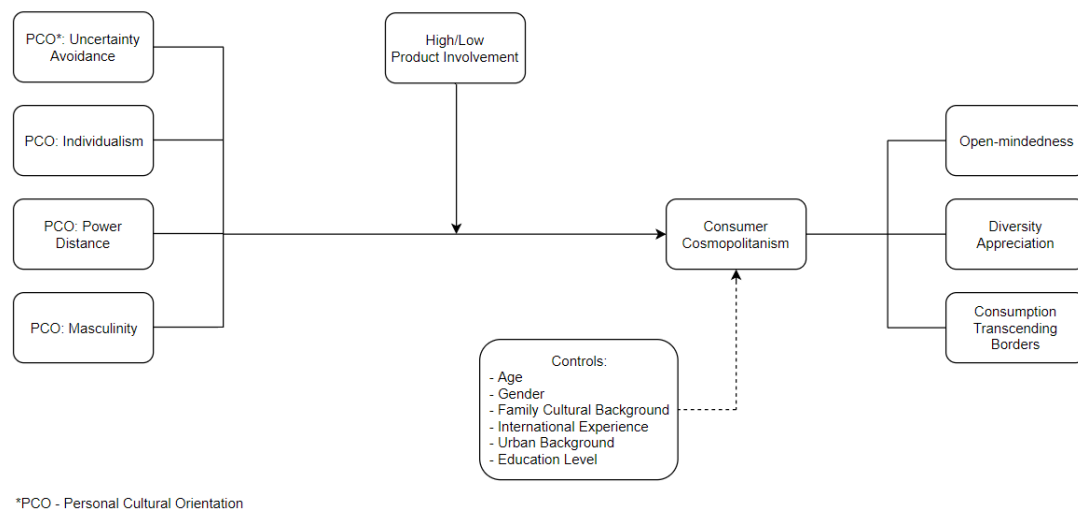 PCO*: Uncertainty
Avoidance
PCO: Individualism
PCO: Power
Distance
PCO: Masculinity
High/Low
Product Involvement
Consumer
Cosmopolitanism
Controls:
- Age
- Gender
- Family Cultural Background
- International Experience
- Urban Background
- Education Level
Open-mindedness
Diversity
Appreciation
Consumption
Transcending
Borders
*PCO - Personal Cultural Orientation